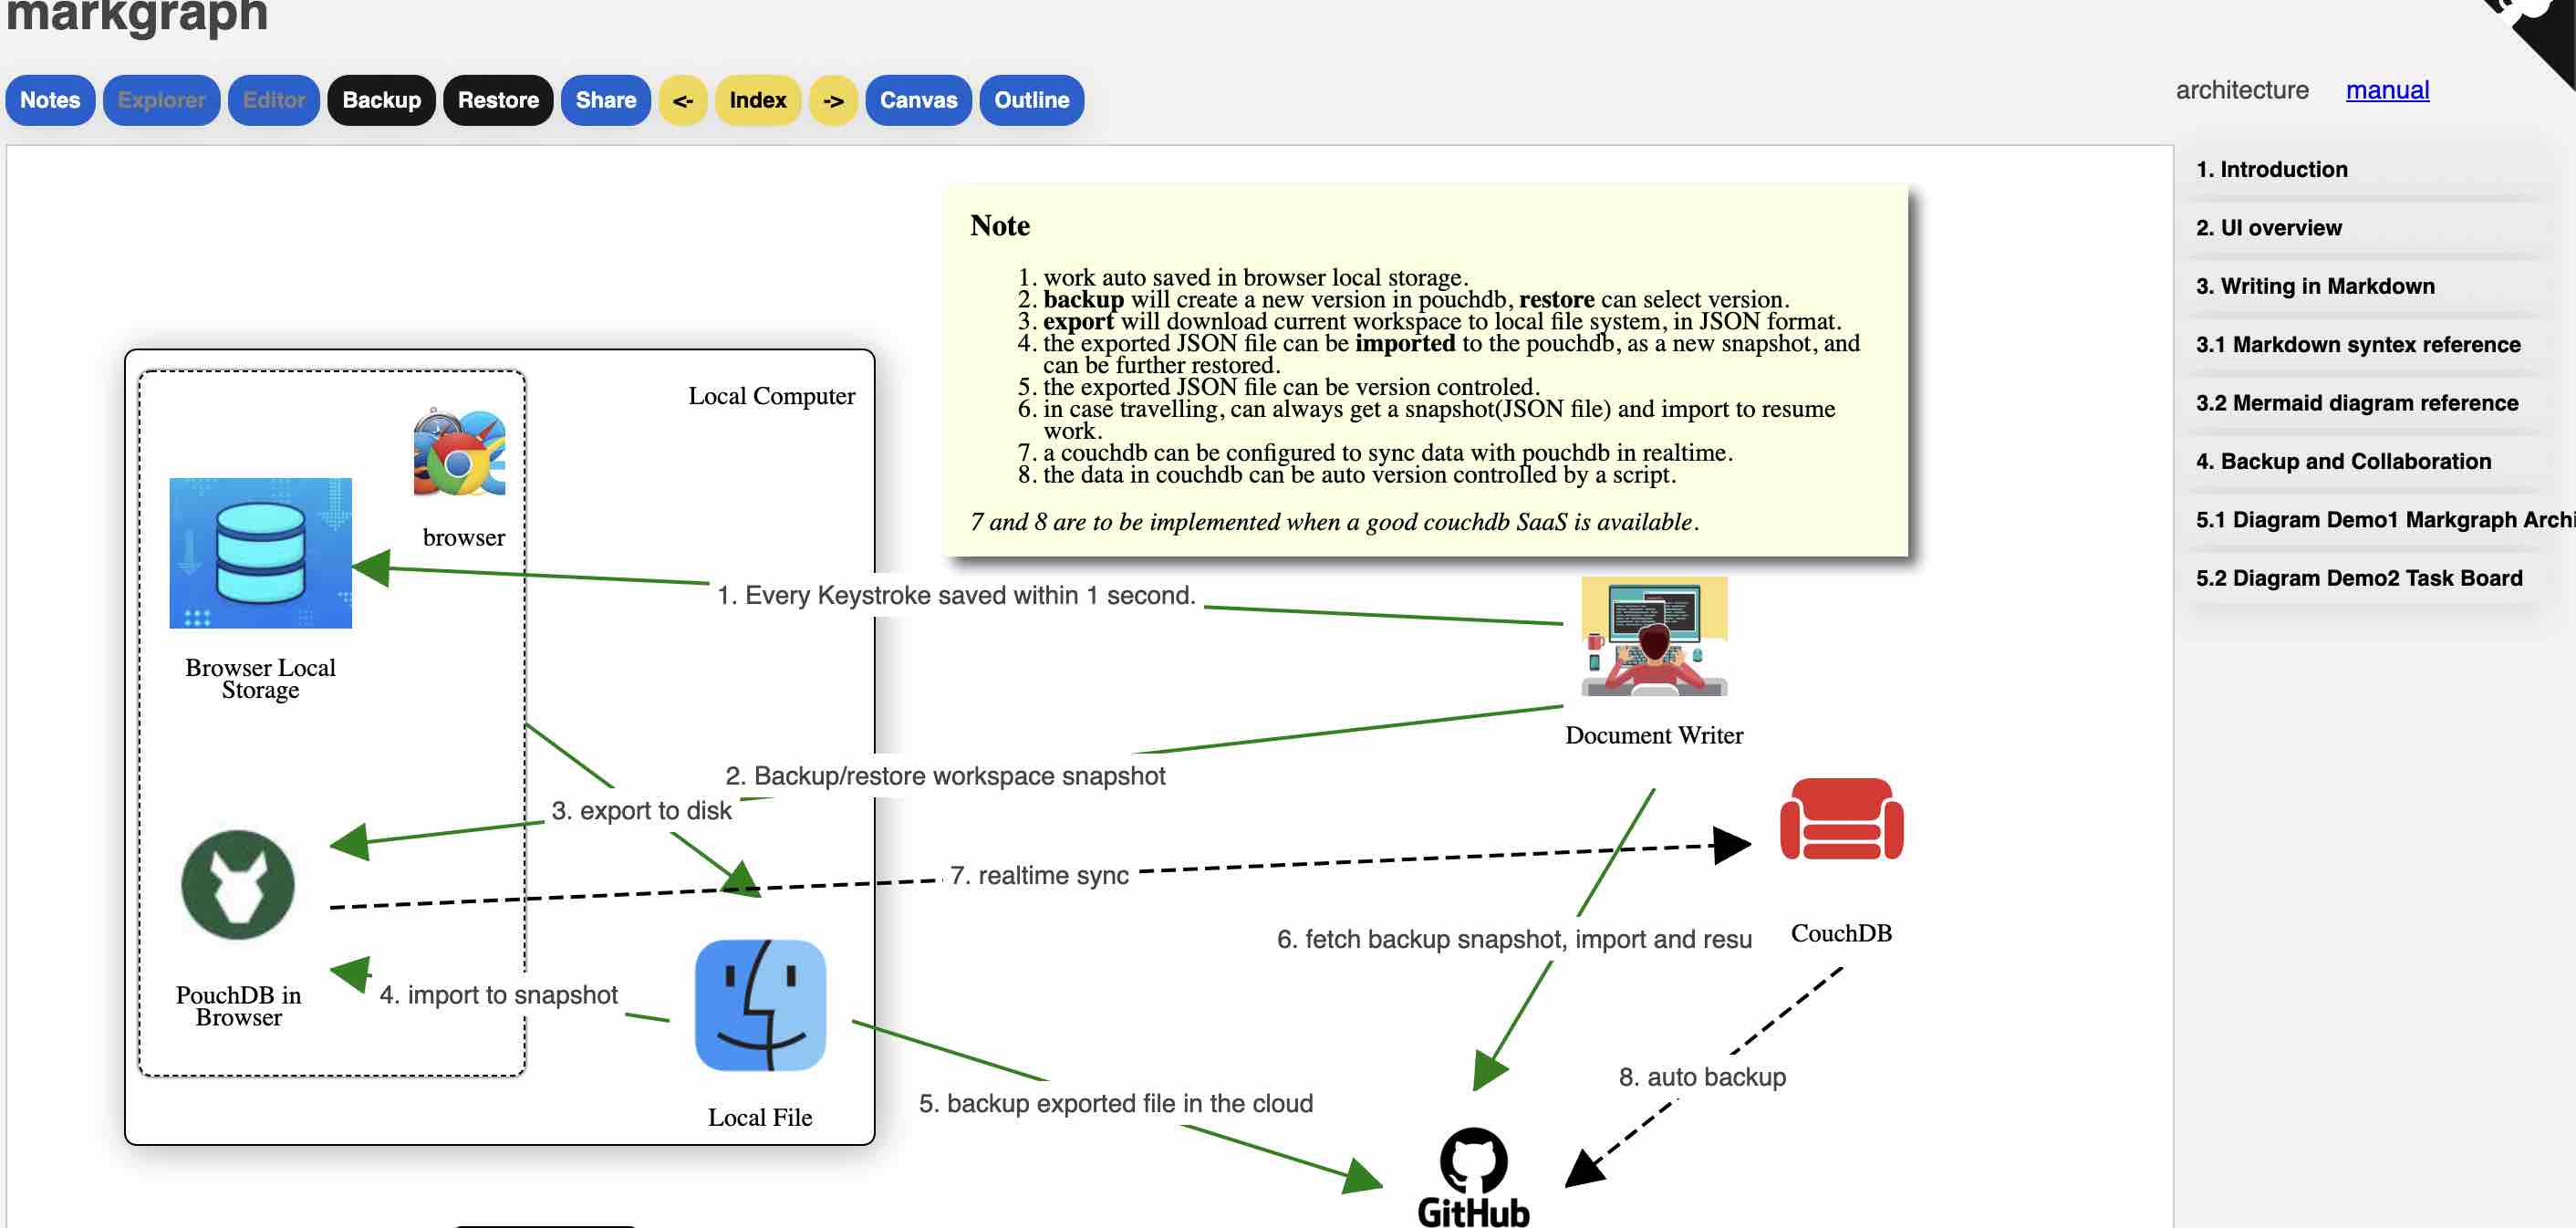 markgraph
Notes Explorer Editor Backup Restore Share <- Index -> Canvas Outline
architecture manual
1. Introduction
2. UI overview
3. Writing in Markdown
3.1 Markdown syntex reference
3.2 Mermaid diagram reference
4. Backup and Collaboration
5.1 Diagram Demo1 Markgraph Archi
5.2 Diagram Demo2 Task Board
Note
1. work auto saved in browser local storage.
2. backup will create a new version in pouchdb, restore can select version.
3. export will download current workspace to local file system, in JSON format.
4. the exported JSON file can be imported to the pouchdb, as a new snapshot, and
can be further restored.
5. the exported JSON file can be version controled.
6. in case travelling, can always get a snapshot(JSON file) and import to resume
work.
7. a couchdb can be configured to sync data with pouchdb in realtime.
8. the data in couchdb can be auto version controlled by a script.
7 and 8 are to be implemented when a good couchdb SaaS is available.
Local Computer
browser
Browser Local
Storage
1. Every Keystroke saved within 1 second.
Document Writer
2. Backup/restore workspace snapshot
3. export to disk
7. realtime sync
CouchDB
6. fetch backup snapshot, import and resu
4. import to snapshot
PouchDB in
Browser
Local File
5. backup exported file in the cloud
8. auto backup
GitHub